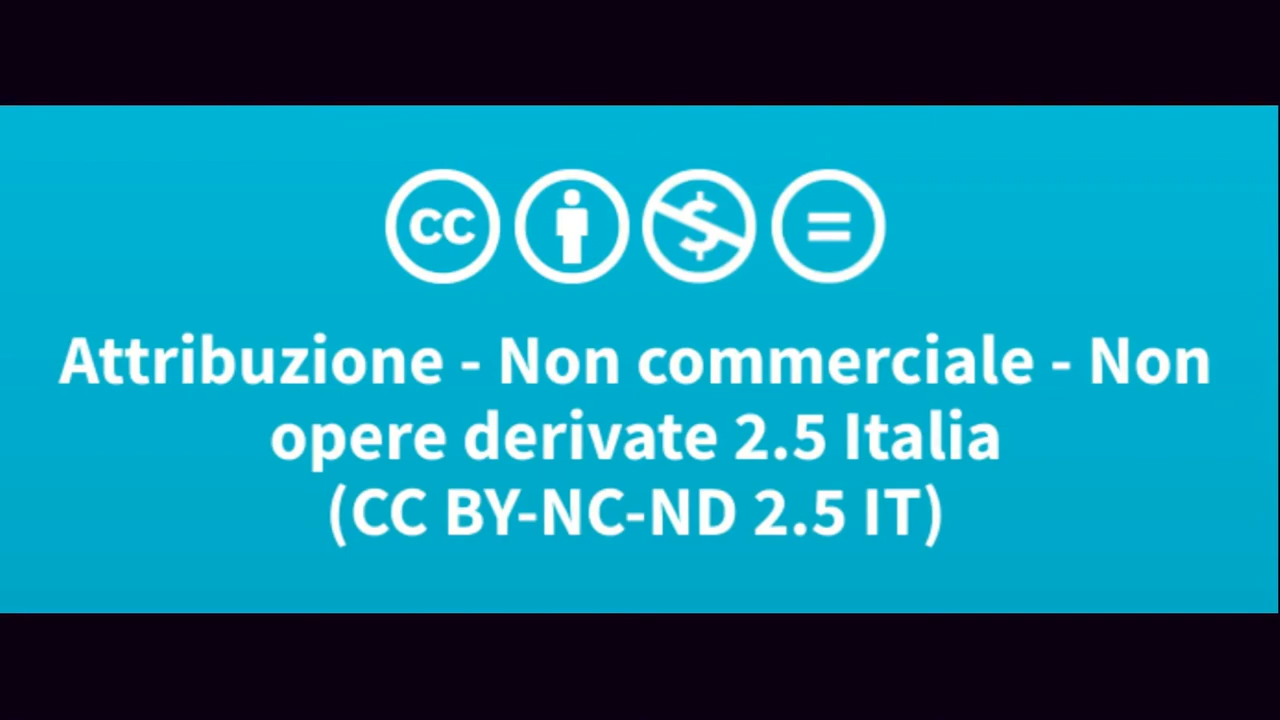 cc $ =
Attribuzione - Non commerciale - Non
opere derivate 2.5 Italia
(CC BY-NC-ND 2.5 IT)